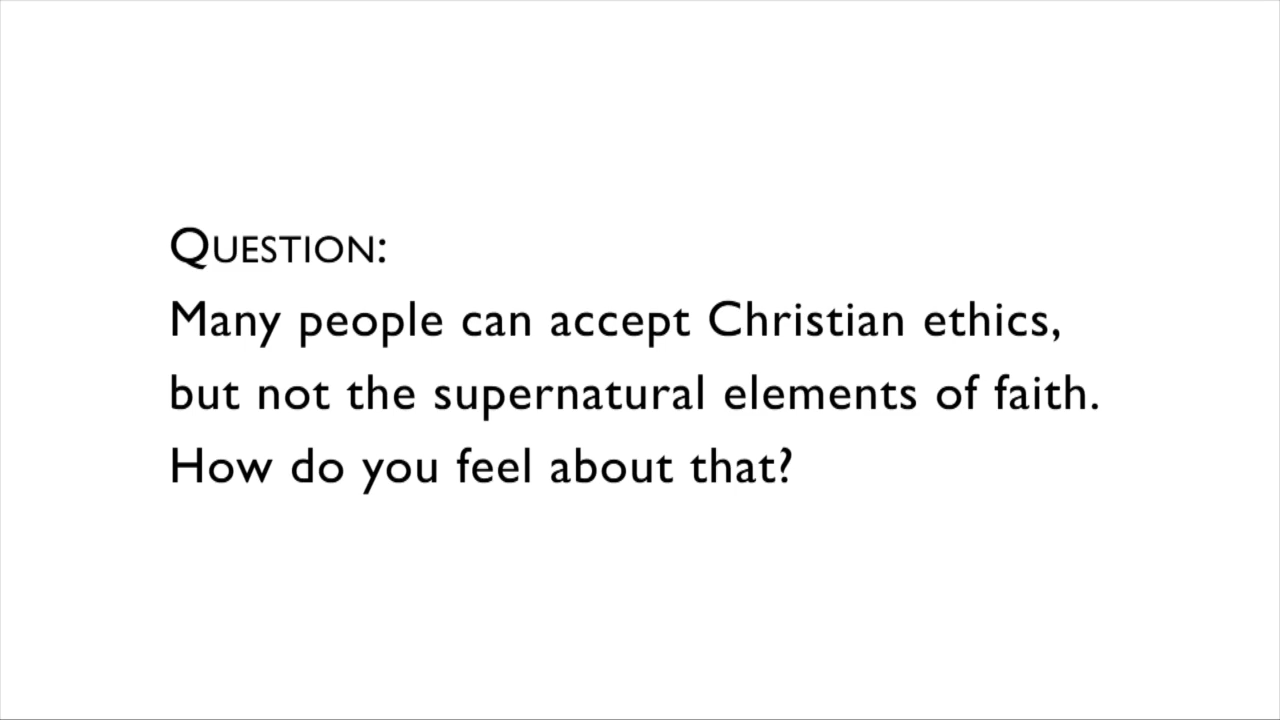 QUESTION:
Many people can accept Christian ethics,
but not the supernatural elements of faith.
How do you feel about that?